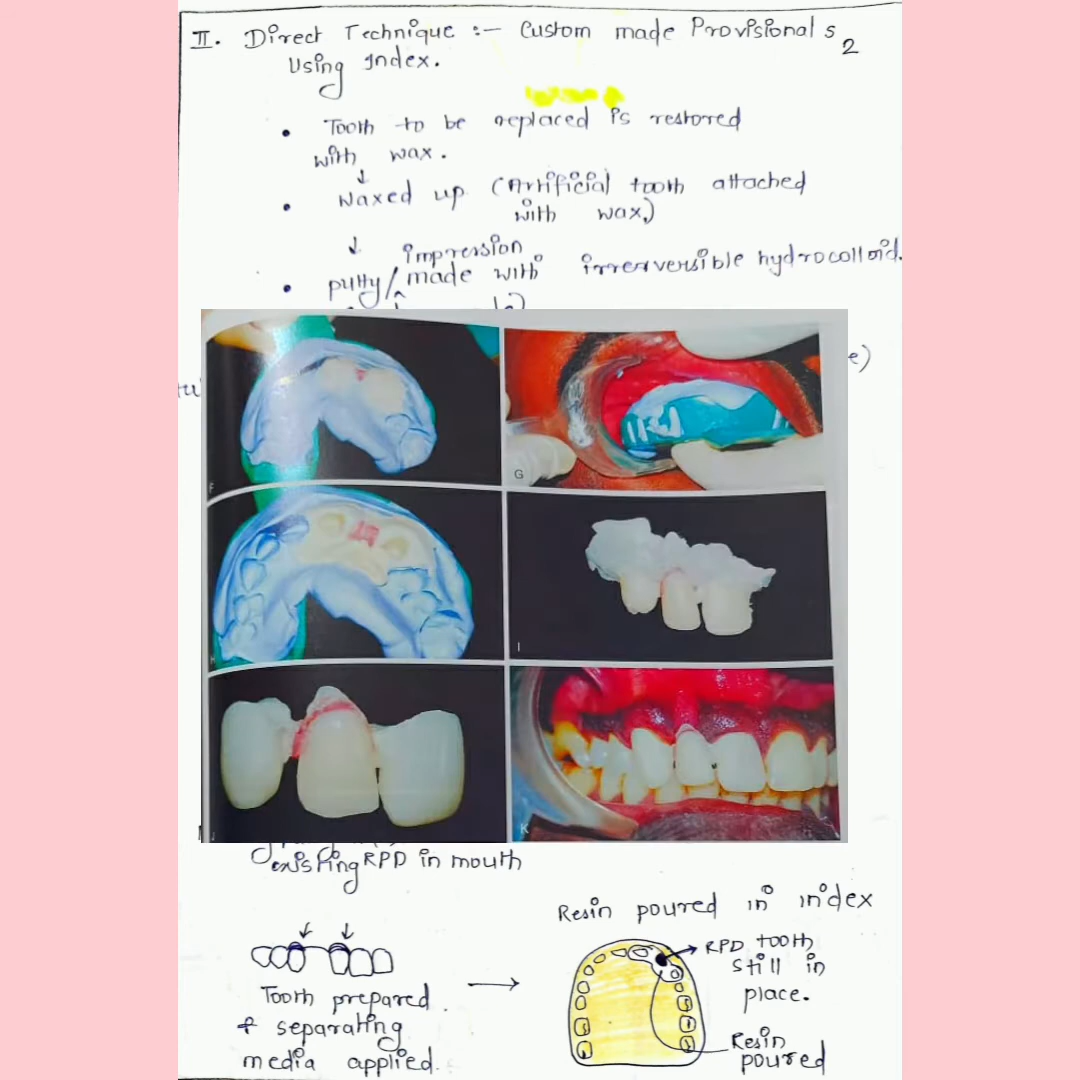 II. Direct Technique :- Custom made Provisionals 2
Using Index.
• Tooth to be replaced is restored
with wax.
↓
• Waxed up (Artificial tooth attached
with wax)
↓ impression
• putty/ made with irreversible hydrocolloid.
e)
F
G
H
I
J
K
existing RPD in mouth
Resin poured in index
RPD tooth
still in
place.
Tooth prepared
+ separating
media applied.
Resin
poured